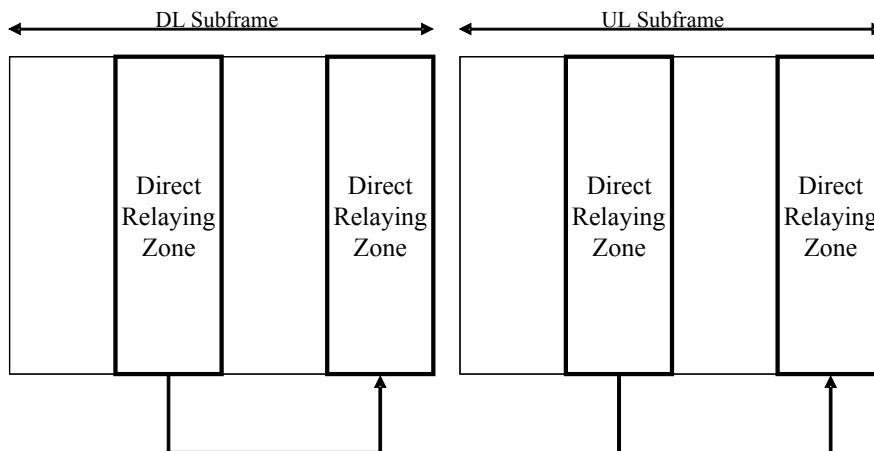 DL Subframe
UL Subframe
Direct
Relaying
Zone
Direct
Relaying
Zone
Direct
Relaying
Zone
Direct
Relaying
Zone